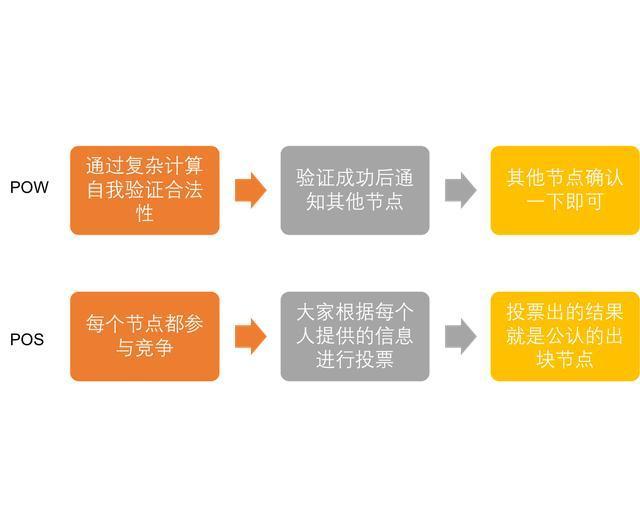 POW
通过复杂计算
自我验证合法
性
验证成功后通
知其他节点
其他节点确认
一下即可
POS
每个节点都参
与竞争
大家根据每个
人提供的信息
进行投票
投票出的结果
就是公认的出
块节点